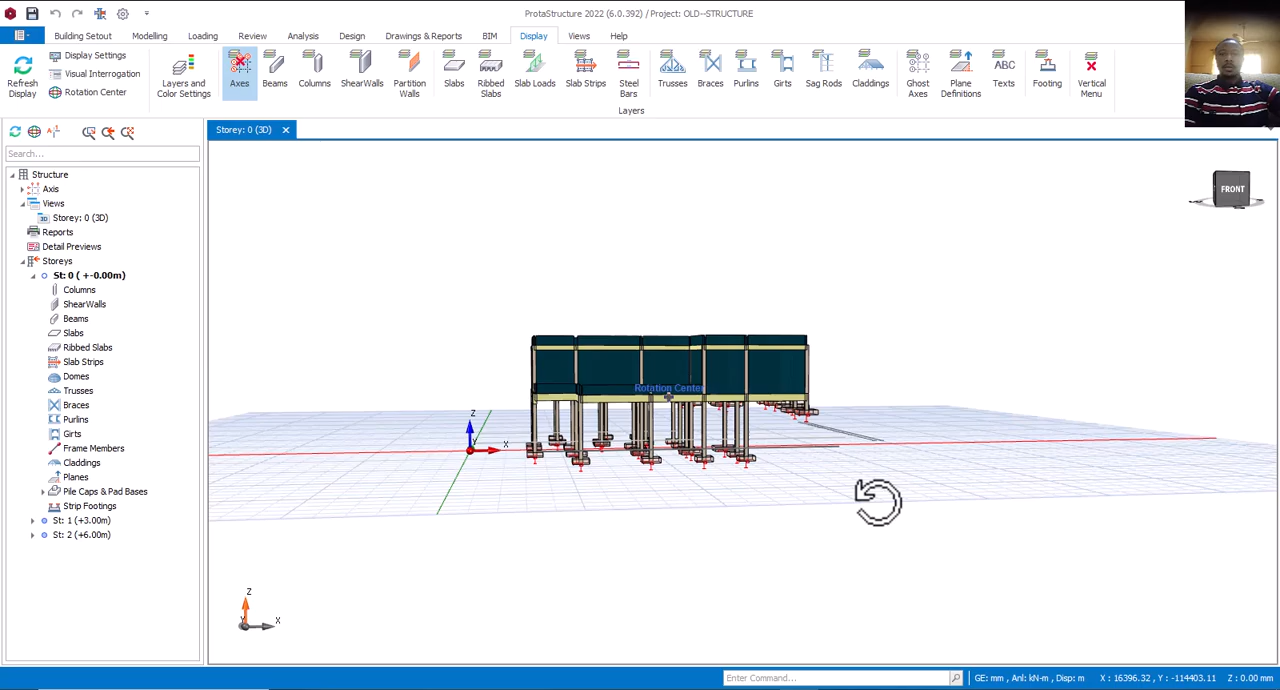 ProtaStructure 2022 (6.0.392) / Project: OLD--STRUCTURE
Building Setout Modelling Loading Review Analysis Design Drawings & Reports BIM Display Views Help
Refresh Display
Display Settings
Visual Interrogation
Rotation Center
Layers and Color Settings
Axes
Beams
Columns
ShearWalls
Partition Walls
Slabs
Ribbed Slabs
Slab Loads
Slab Strips
Steel Bars
Trusses
Braces
Purlins
Girts
Sag Rods
Claddings
Ghost Axes
Plane Definitions
ABC
Texts
Footing
Vertical Menu
Layers
Storey: 0 (3D)
Search...
Structure
Axis
Views
3D Storey: 0 (3D)
Reports
Detail Previews
Storeys
St: 0 ( +-0.00m)
Columns
ShearWalls
Beams
Slabs
Ribbed Slabs
Slab Strips
Domes
Trusses
Braces
Purlins
Girts
Frame Members
Claddings
Planes
Pile Caps & Pad Bases
Strip Footings
St: 1 (+3.00m)
St: 2 (+6.00m)
FRONT
Rotation Center
Z
Y
X
Z
Y
X
Enter Command...
GE: mm , Anl: kN-m , Disp: m
X : 16396.32 , Y : -114403.11
Z : 0.00 mm